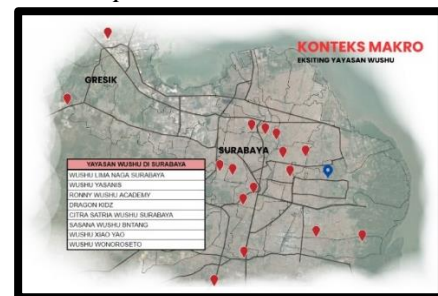 KONTEKS MAKRO
EKSITING YAYASAN WUSHU
GRESIK
SURABAYA
YAYASAN WUSHU DI SURABAYA
WUSHU LIMA NAGA SURABAYA
WUSHU YASANIS
RONNY WUSHU ACADEMY
DRAGON KIDZ
CITRA SATRIA WUSHU SURABAYA
SASANA WUSHU BNTANG
WUSHU XIAO YAO
WUSHU WONOROSETO